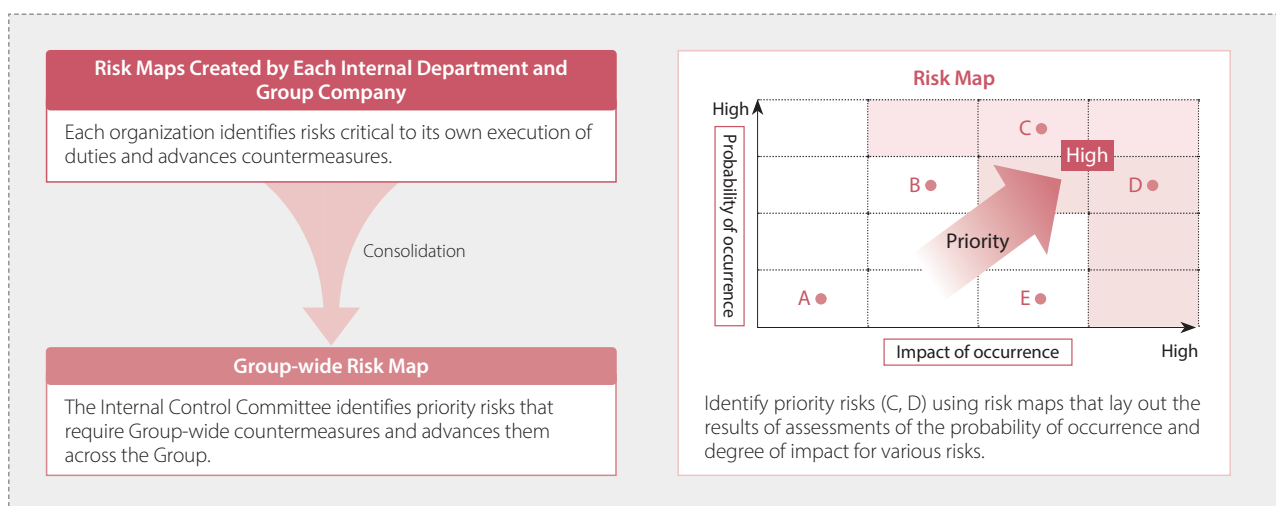 Risk Maps Created by Each Internal Department and
Group Company
Each organization identifies risks critical to its own execution of
duties and advances countermeasures.
Consolidation
Group-wide Risk Map
The Internal Control Committee identifies priority risks that
require Group-wide countermeasures and advances them
across the Group.
Risk Map
High
Probability of occurrence
C
High
B
D
Priority
A
E
Impact of occurrence
High
Identify priority risks (C, D) using risk maps that lay out the
results of assessments of the probability of occurrence and
degree of impact for various risks.